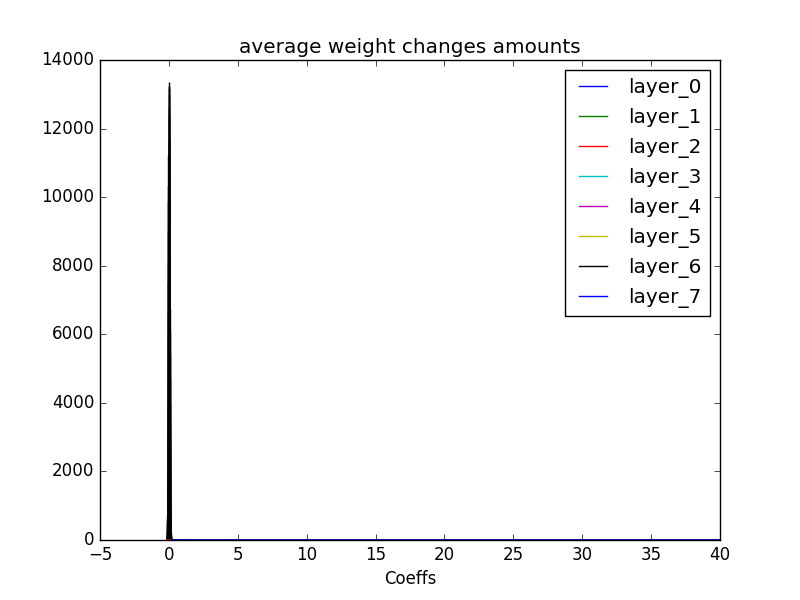 average weight changes amounts
14000
12000
10000
8000
6000
4000
2000
0
−5
0
5
10
15
20
25
30
35
40
Coeffs
layer_0
layer_1
layer_2
layer_3
layer_4
layer_5
layer_6
layer_7